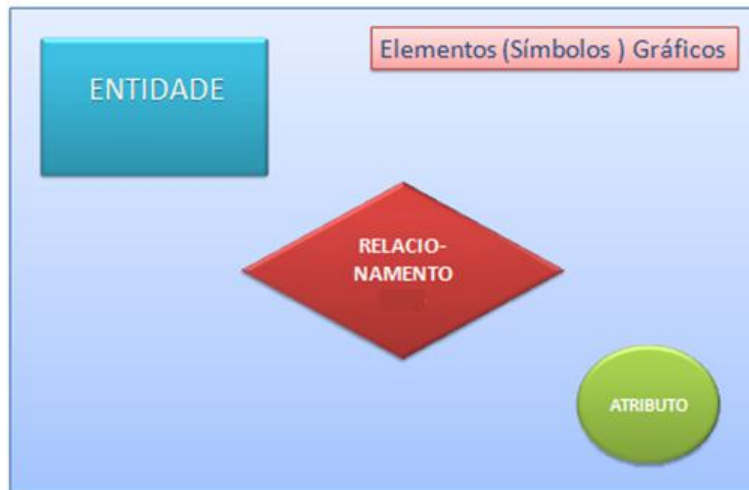 ENTIDADE
Elementos (Símbolos ) Gráficos
RELACIO-
NAMENTO
ATRIBUTO